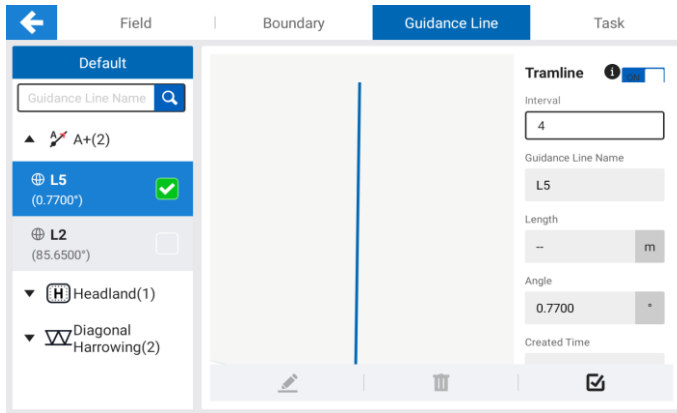 Field
Boundary
Guidance Line
Task
Default
Guidance Line Name
A+(2)
L5
(0.7700°)
L2
(85.6500°)
H Headland(1)
Diagonal
Harrowing(2)
Tramline
ON
Interval
4
Guidance Line Name
L5
Length
-- m
Angle
0.7700 °
Created Time